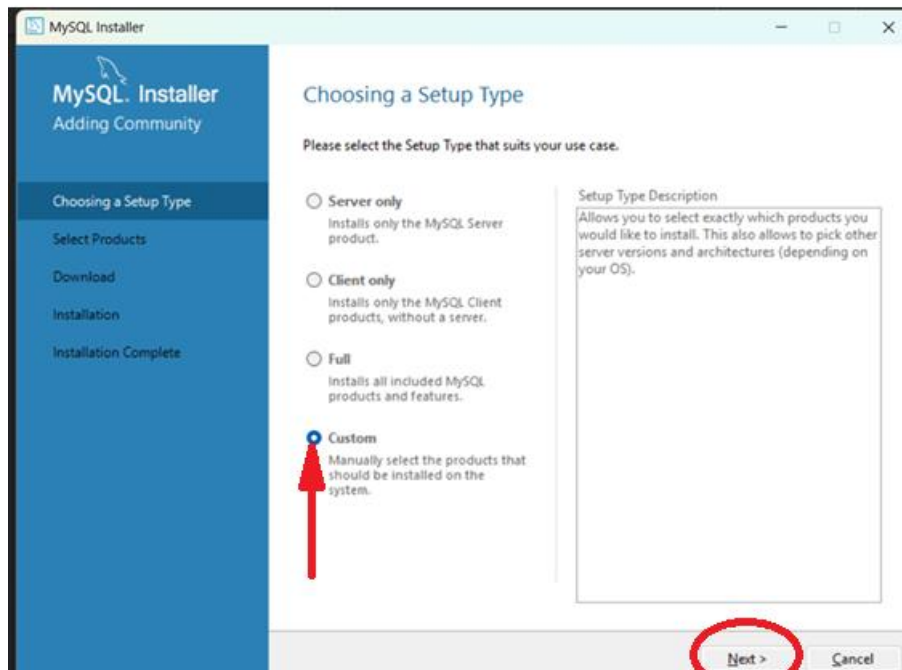 MySQL Installer
MySQL. Installer
Adding Community
Choosing a Setup Type
Select Products
Download
Installation
Installation Complete
Choosing a Setup Type
Please select the Setup Type that suits your use case.
Server only
Installs only the MySQL Server
product.
Client only
Installs only the MySQL Client
products, without a server.
Full
Installs all included MySQL
products and features.
Custom
Manually select the products that
should be installed on the
system.
Setup Type Description
Allows you to select exactly which products you
would like to install. This also allows to pick other
server versions and architectures (depending on
your OS).
Next >
Cancel